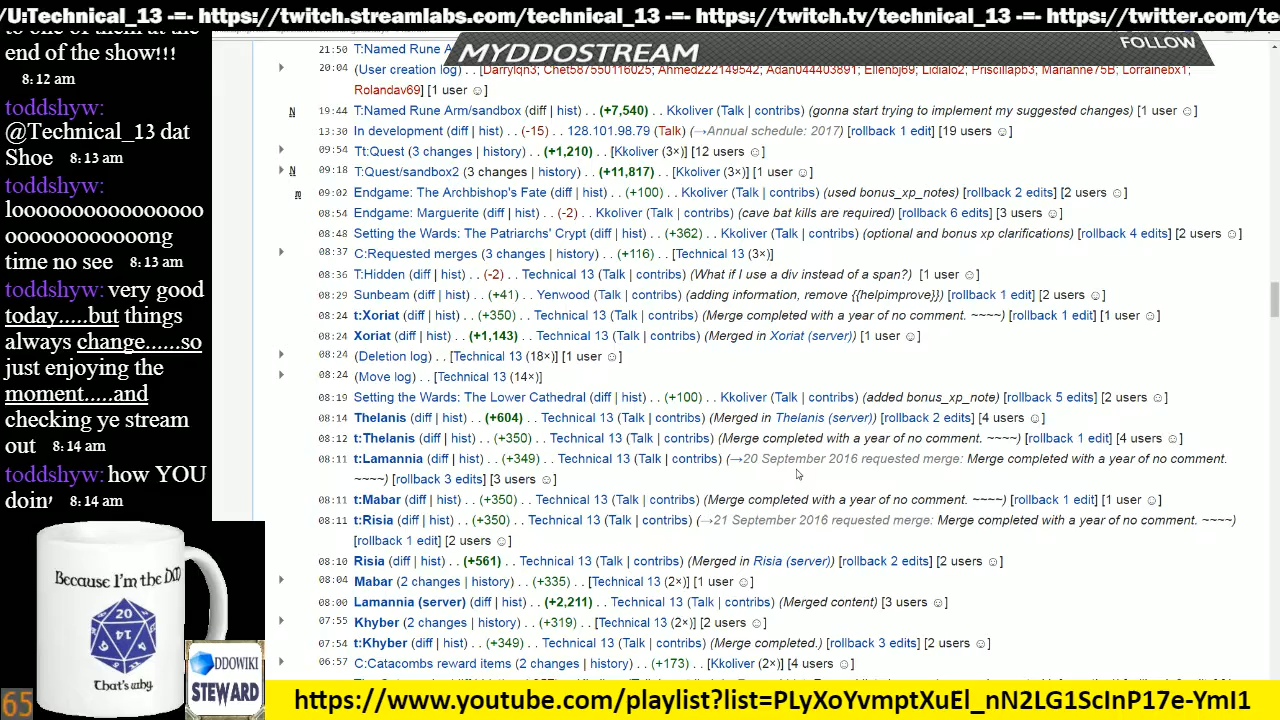 /U:Technical_13 -=- https://twitch.streamlabs.com/technical_13 -=- https://twitch.tv/technical_13 -=- https://twitter.com/te
to one of them at the
end of the show!!!
8:12 am
toddshyw:
@Technical_13 dat
Shoe 8:13 am
toddshyw:
looooooooooooooooo
oooooooooooooong
time no see 8:13 am
toddshyw: very good
today.....but things
always change......so
just enjoying the
moment.....and
checking ye stream
out 8:14 am
toddshyw: how YOU
doin' 8:14 am
Because I'm the DM
20
14
That's why.
DDOWIKI
STEWARD
65
MYDDOSTREAM
FOLLOW
21:50 T:Named Rune A
20:04 (User creation log) . . [Darrylqn3; Chet587550116025; Ahmed222149542; Adan044403891; Ellenbj69; Lidialo2; Priscillapb3; Marianne75B; Lorrainebx1;
Rolandav69] [1 user ☺]
N 19:44 T:Named Rune Arm/sandbox (diff | hist) . . (+7,540) . . Kkoliver (Talk | contribs) (gonna start trying to implement my suggested changes) [1 user ☺]
13:30 In development (diff | hist) . . (-15) . . 128.101.98.79 (Talk) (→Annual schedule: 2017) [rollback 1 edit] [19 users ☺]
09:54 Tt:Quest (3 changes | history) . . (+1,210) . . [Kkoliver (3×)] [12 users ☺]
N 09:18 T:Quest/sandbox2 (3 changes | history) . . (+11,817) . . [Kkoliver (3×)] [1 user ☺]
m 09:02 Endgame: The Archbishop's Fate (diff | hist) . . (+100) . . Kkoliver (Talk | contribs) (used bonus_xp_notes) [rollback 2 edits] [2 users ☺]
08:54 Endgame: Marguerite (diff | hist) . . (-2) . . Kkoliver (Talk | contribs) (cave bat kills are required) [rollback 6 edits] [3 users ☺]
08:48 Setting the Wards: The Patriarchs' Crypt (diff | hist) . . (+362) . . Kkoliver (Talk | contribs) (optional and bonus xp clarifications) [rollback 4 edits] [2 users ☺]
08:37 C:Requested merges (3 changes | history) . . (+116) . . [Technical 13 (3×)]
08:36 T:Hidden (diff | hist) . . (-2) . . Technical 13 (Talk | contribs) (What if I use a div instead of a span?) [1 user ☺]
08:29 Sunbeam (diff | hist) . . (+41) . . Yenwood (Talk | contribs) (adding information, remove {{helpimprove}}) [rollback 1 edit] [2 users ☺]
08:24 t:Xoriat (diff | hist) . . (+350) . . Technical 13 (Talk | contribs) (Merge completed with a year of no comment. ~~~~) [rollback 1 edit] [1 user ☺]
08:24 Xoriat (diff | hist) . . (+1,143) . . Technical 13 (Talk | contribs) (Merged in Xoriat (server)) [1 user ☺]
08:24 (Deletion log) . . [Technical 13 (18×)] [1 user ☺]
08:24 (Move log) . . [Technical 13 (14×)]
08:19 Setting the Wards: The Lower Cathedral (diff | hist) . . (+100) . . Kkoliver (Talk | contribs) (added bonus_xp_note) [rollback 5 edits] [2 users ☺]
08:14 Thelanis (diff | hist) . . (+604) . . Technical 13 (Talk | contribs) (Merged in Thelanis (server)) [rollback 2 edits] [4 users ☺]
08:12 t:Thelanis (diff | hist) . . (+350) . . Technical 13 (Talk | contribs) (Merge completed with a year of no comment. ~~~~) [rollback 1 edit] [4 users ☺]
08:11 t:Lamannia (diff | hist) . . (+349) . . Technical 13 (Talk | contribs) (→20 September 2016 requested merge: Merge completed with a year of no comment.
~~~~) [rollback 3 edits] [3 users ☺]
08:11 t:Mabar (diff | hist) . . (+350) . . Technical 13 (Talk | contribs) (Merge completed with a year of no comment. ~~~~) [rollback 1 edit] [1 user ☺]
08:11 t:Risia (diff | hist) . . (+350) . . Technical 13 (Talk | contribs) (→21 September 2016 requested merge: Merge completed with a year of no comment. ~~~~)
[rollback 1 edit] [2 users ☺]
08:10 Risia (diff | hist) . . (+561) . . Technical 13 (Talk | contribs) (Merged in Risia (server)) [rollback 2 edits] [2 users ☺]
08:04 Mabar (2 changes | history) . . (+335) . . [Technical 13 (2×)] [1 user ☺]
08:00 Lamannia (server) (diff | hist) . . (+2,211) . . Technical 13 (Talk | contribs) (Merged content) [3 users ☺]
07:55 Khyber (2 changes | history) . . (+319) . . [Technical 13 (2×)] [2 users ☺]
07:54 t:Khyber (diff | hist) . . (+349) . . Technical 13 (Talk | contribs) (Merge completed.) [rollback 3 edits] [2 users ☺]
06:57 C:Catacombs reward items (2 changes | history) . . (+173) . . [Kkoliver (2×)] [4 users ☺]
https://www.youtube.com/playlist?list=PLyXoYvmptXuEl_nN2LG1ScInP17e-YmI1